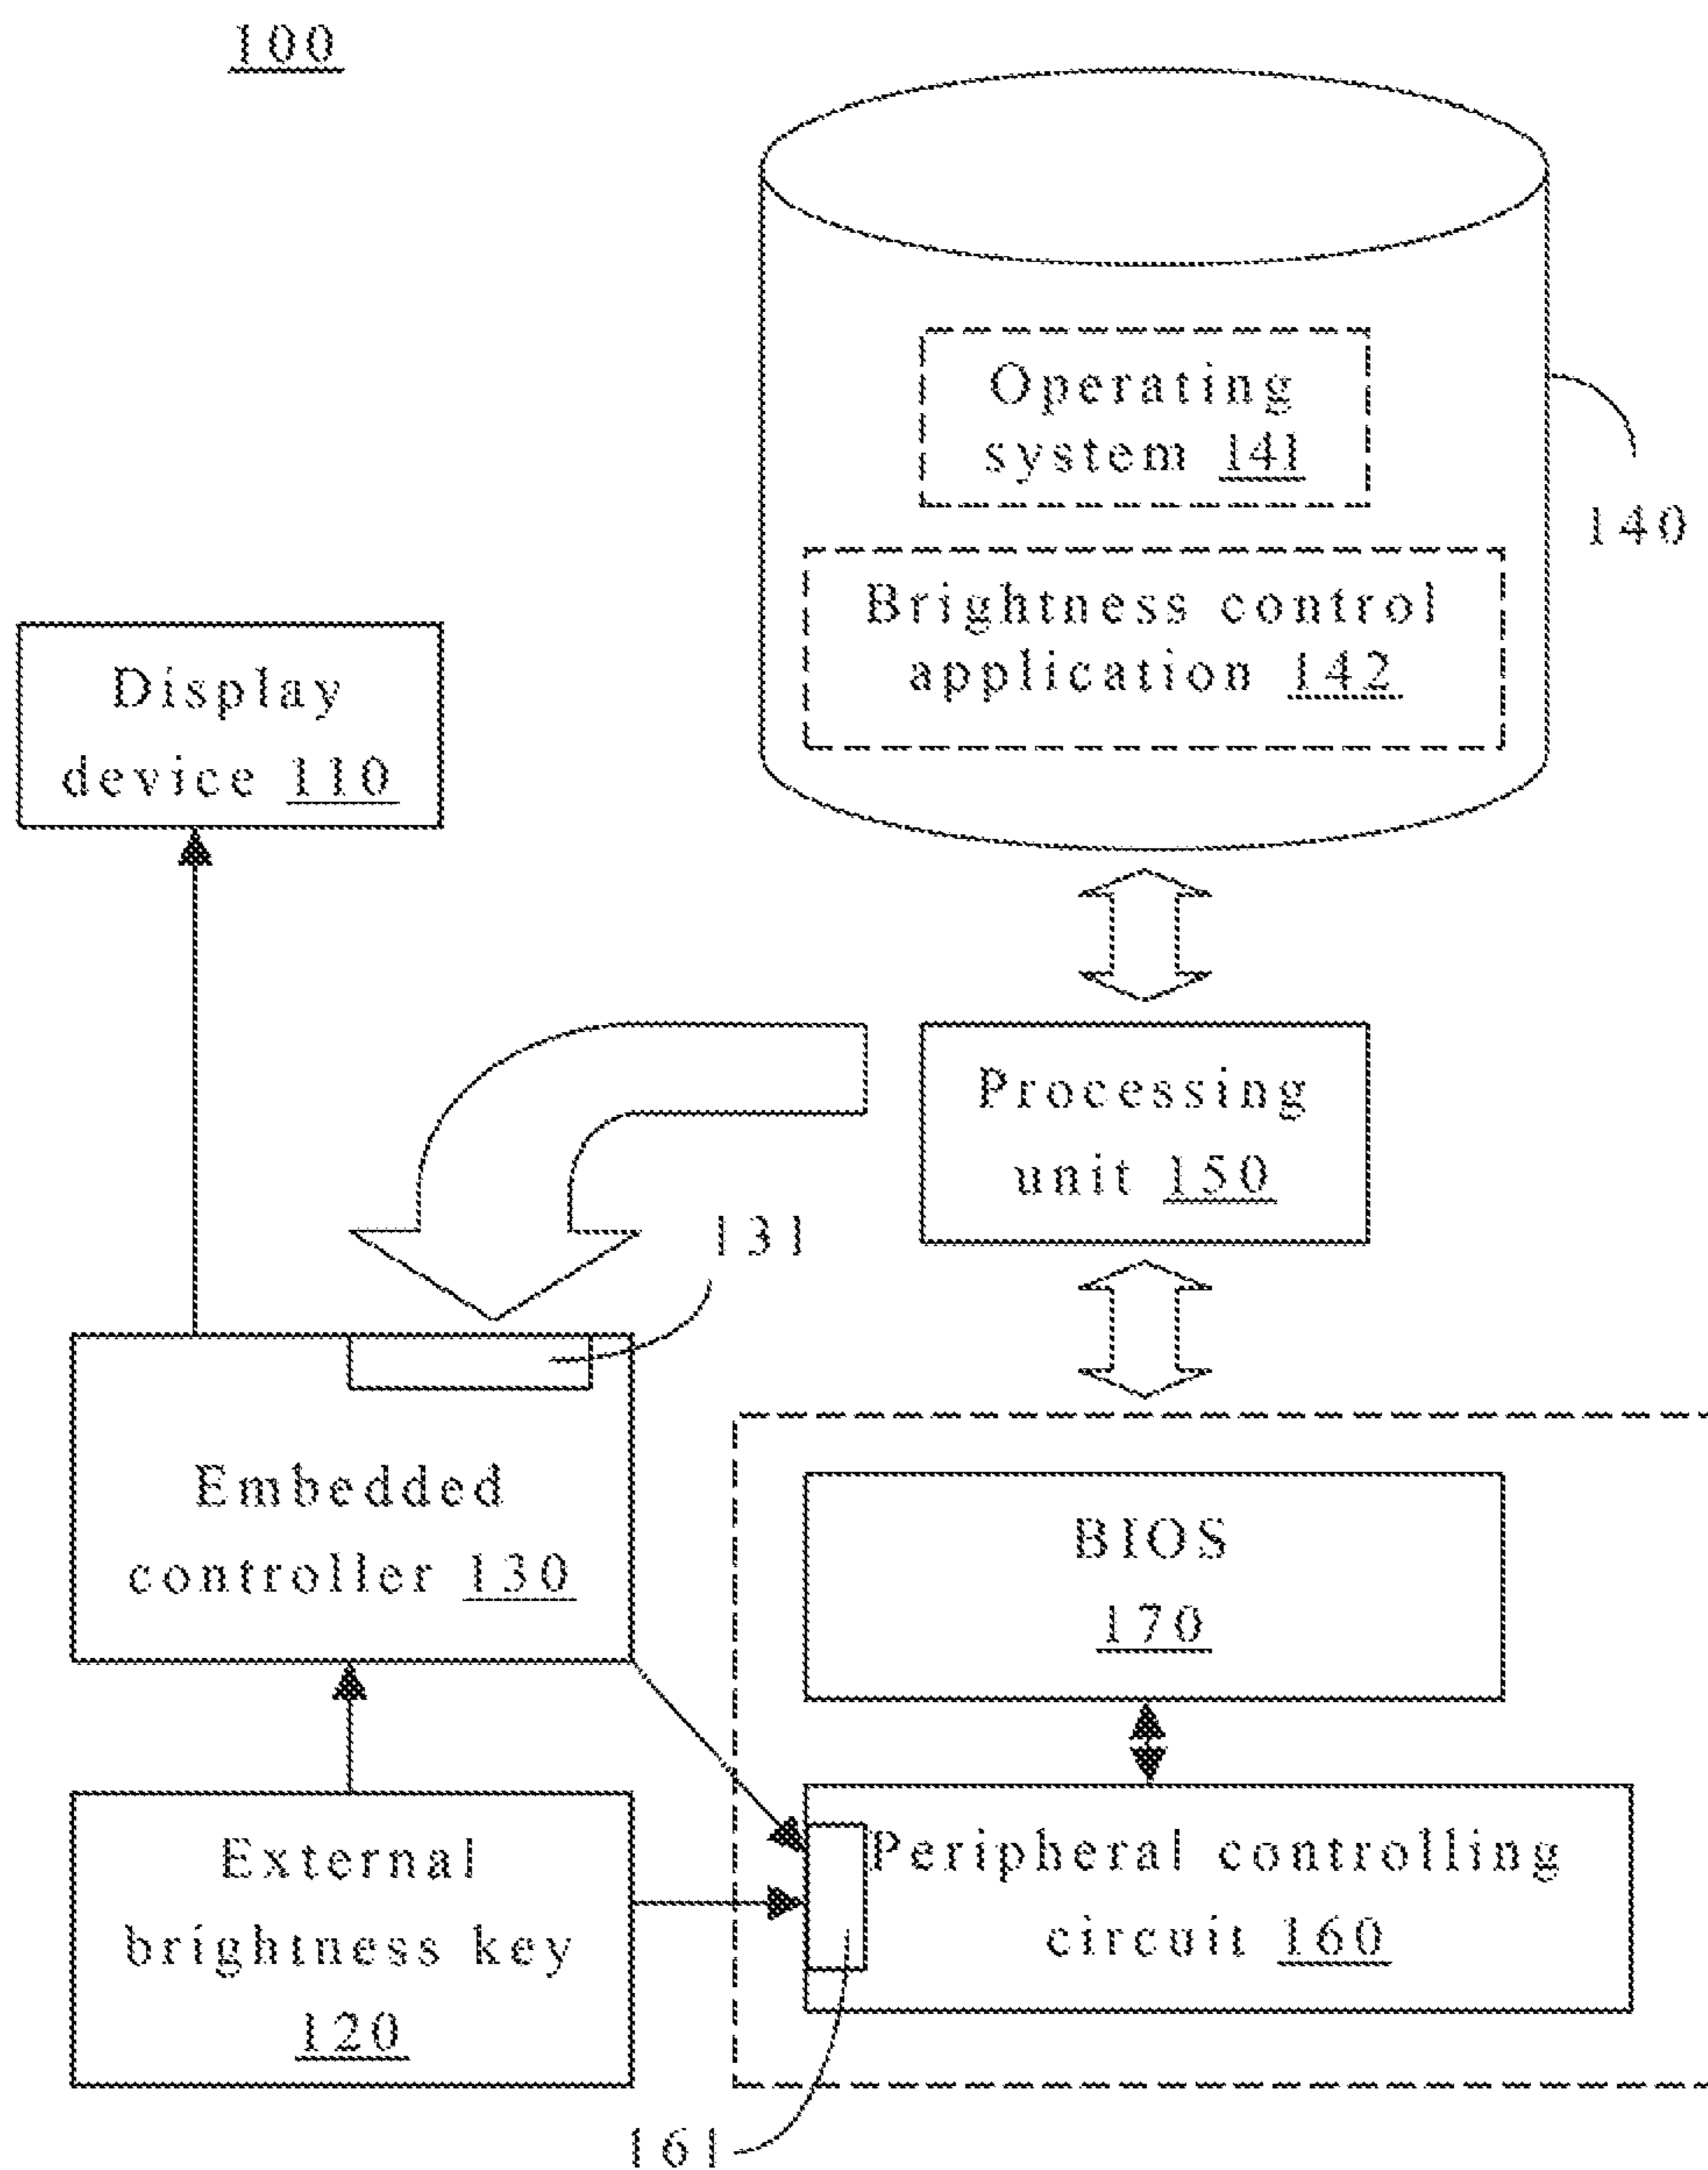 100
Operating
system 141
140
Brightness control
application 142
Display
device 110
Processing
unit 150
131
Embedded
controller 130
BIOS
170
External
brightness key
120
Peripheral controlling
circuit 160
161